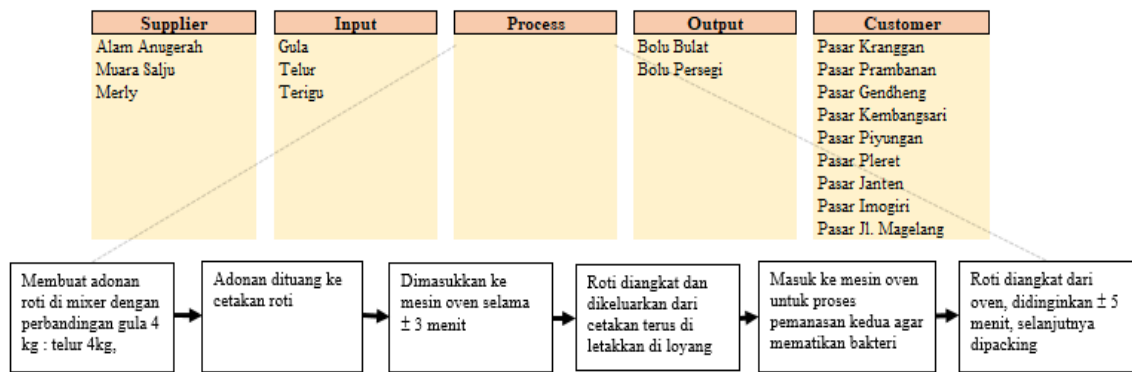 Supplier
Alam Anugerah
Muara Salju
Merly
Input
Gula
Telur
Terigu
Process
Output
Bolu Bulat
Bolu Persegi
Customer
Pasar Kranggan
Pasar Prambanan
Pasar Gendheng
Pasar Kembangsari
Pasar Piyungan
Pasar Pleret
Pasar Janten
Pasar Imogiri
Pasar Jl. Magelang
Membuat adonan
roti di mixer dengan
perbandingan gula 4
kg : telur 4kg,
Adonan dituang ke
cetakan roti
Dimasukkan ke
mesin oven selama
± 3 menit
Roti diangkat dan
dikeluarkan dari
cetakan terus di
letakkan di loyang
Masuk ke mesin oven
untuk proses
pemanasan kedua agar
mematikan bakteri
Roti diangkat dari
oven, didinginkan ± 5
menit, selanjutnya
dipacking